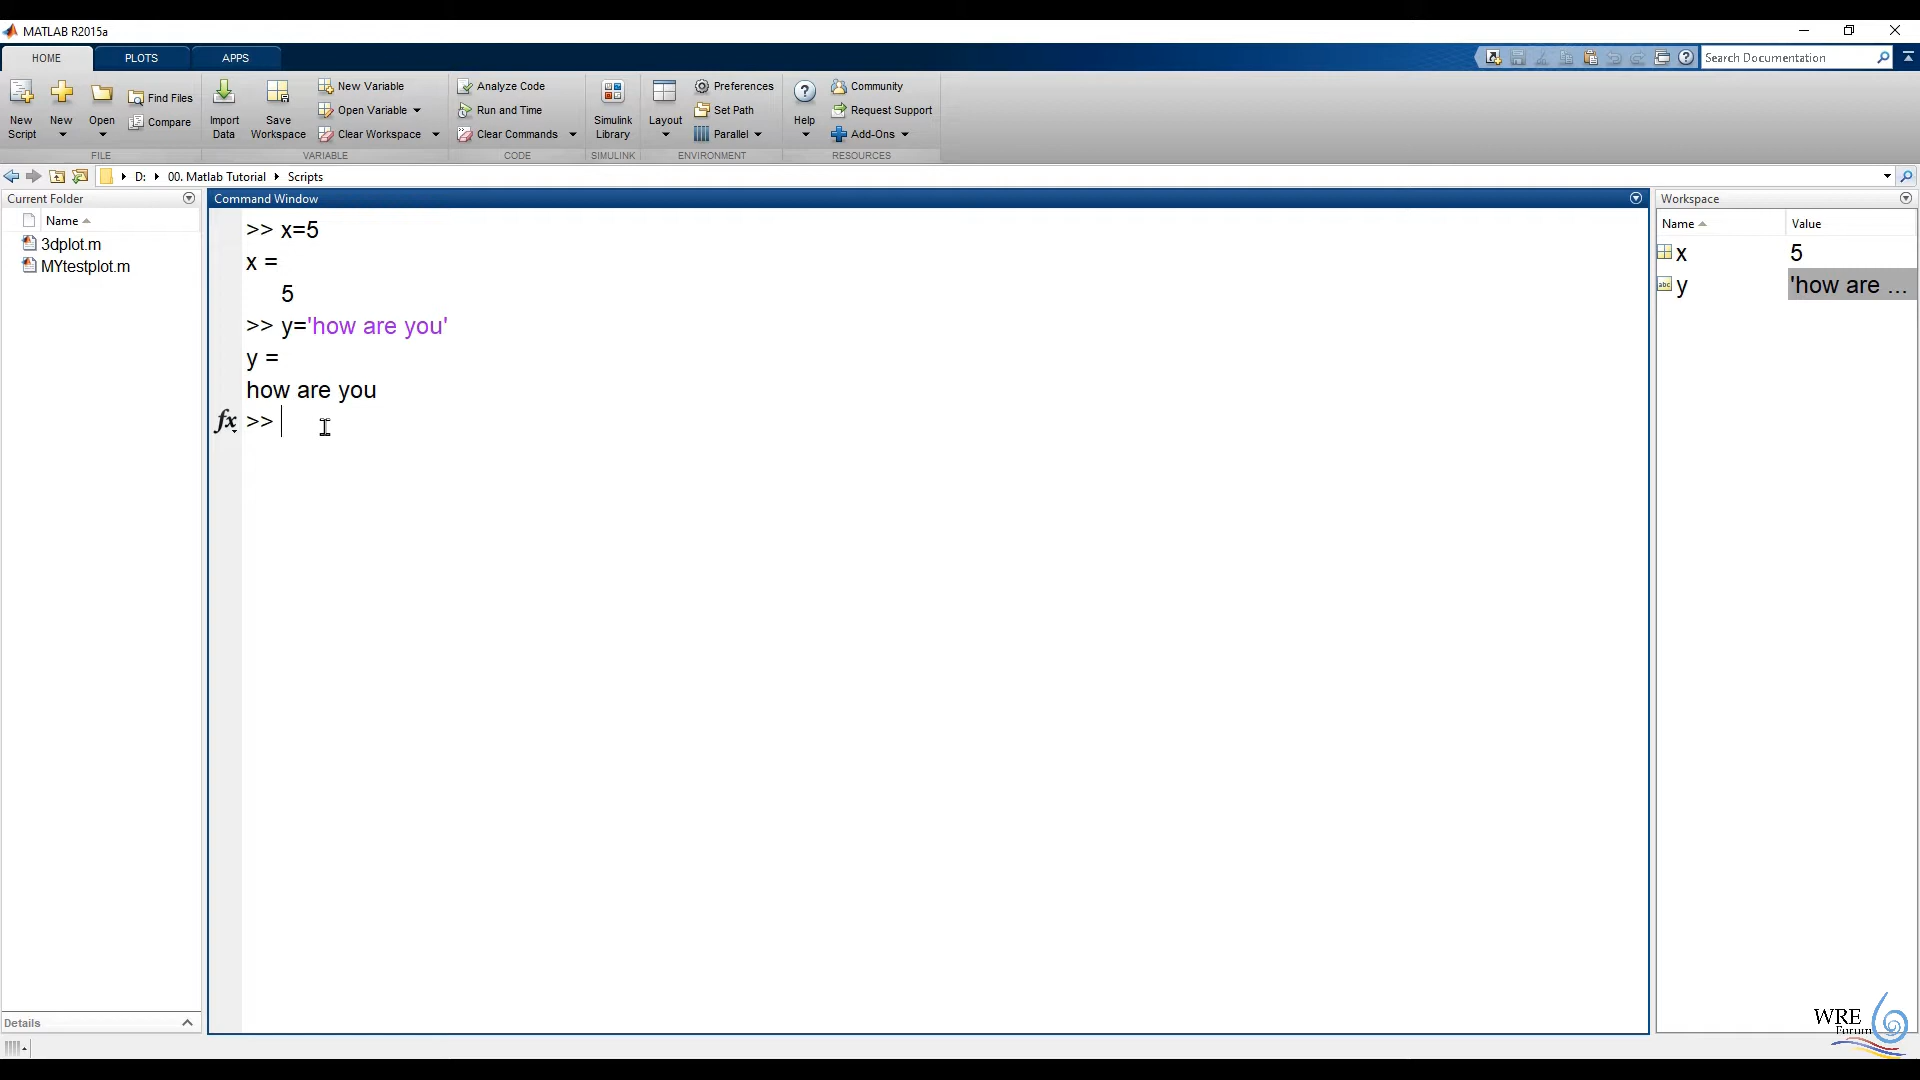 MATLAB R2015a
HOME PLOTS APPS
Search Documentation
New Script
New
Open
Find Files
Compare
FILE
Import Data
Save Workspace
New Variable
Open Variable
Clear Workspace
VARIABLE
Analyze Code
Run and Time
Clear Commands
CODE
Simulink Library
SIMULINK
Layout
Preferences
Set Path
Parallel
ENVIRONMENT
Help
Community
Request Support
Add-Ons
RESOURCES
D: 00. Matlab Tutorial Scripts
Current Folder
Name
3dplot.m
MYtestplot.m
Details
Command Window
>> x=5
x =
5
>> y='how are you'
y =
how are you
fx >>
Workspace
Name Value
x 5
abc y 'how are ...
WRE
Forum